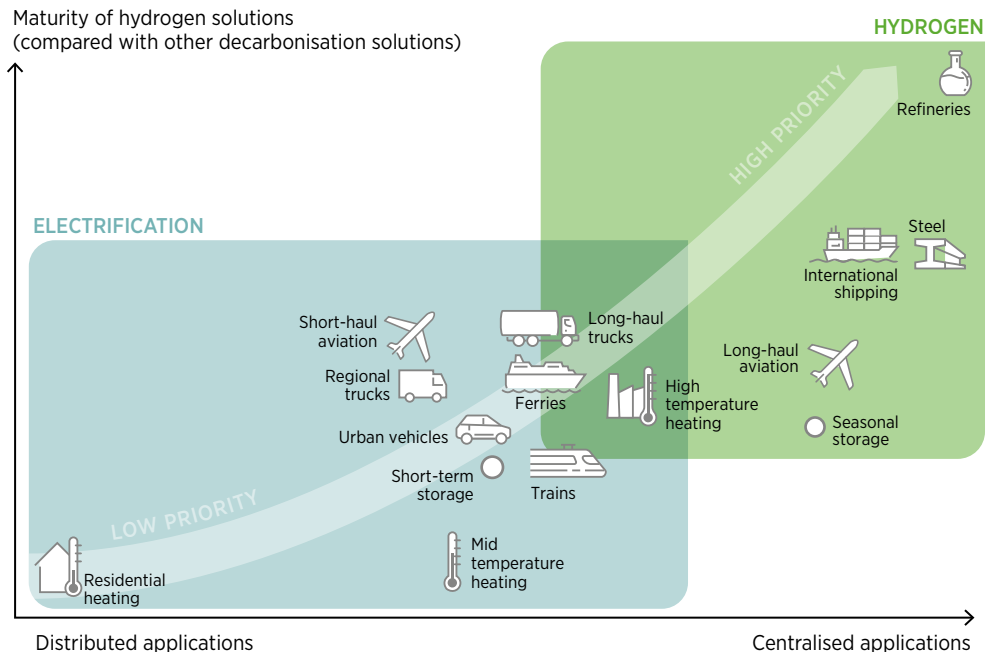 Maturity of hydrogen solutions
(compared with other decarbonisation solutions)
HYDROGEN
HIGH PRIORITY
Refineries
ELECTRIFICATION
Steel
International
shipping
Short-haul
aviation
Long-haul
trucks
Long-haul
aviation
Regional
trucks
Ferries
High
temperature
heating
Urban vehicles
Seasonal
storage
Short-term
storage
Trains
LOW PRIORITY
Mid
temperature
heating
Residential
heating
Distributed applications
Centralised applications